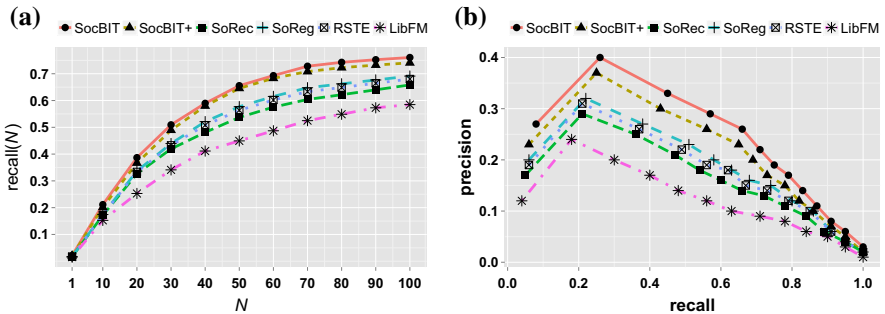 (a)
SocBIT SocBIT+ SoRec SoReg RSTE LibFM
recall(N)
0.7
0.6
0.5
0.4
0.3
0.2
0.1
1 10 20 30 40 50 60 70 80 90 100
N
(b)
SocBIT SocBIT+ SoRec SoReg RSTE LibFM
precision
0.4
0.3
0.2
0.1
0.0
0.0 0.2 0.4 0.6 0.8 1.0
recall